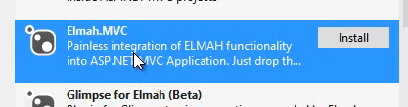 Elmah.MVC
Install
Painless integration of ELMAH functionality
into ASP.NET MVC Application. Just drop th...
Glimpse for Elmah (Beta)